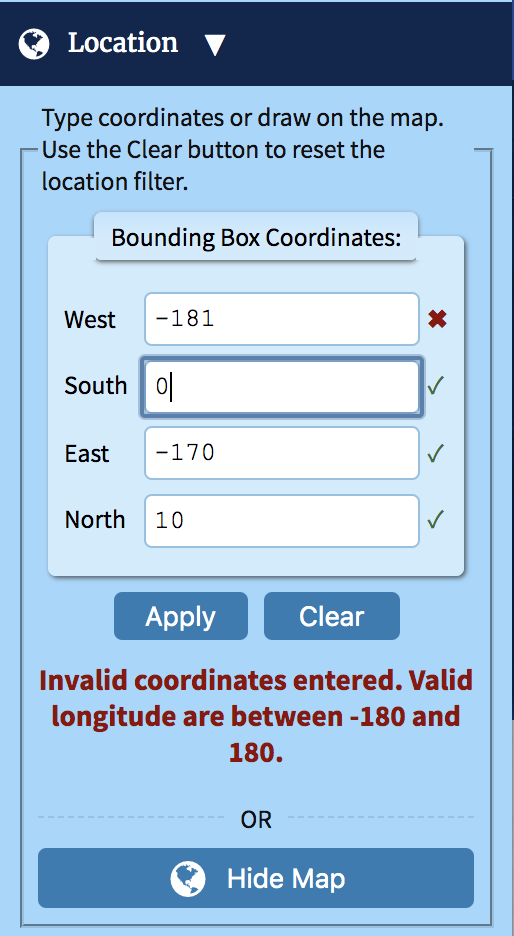 Location ▼
Type coordinates or draw on the map.
Use the Clear button to reset the
location filter.
Bounding Box Coordinates:
West -181 ✖
South 0 ✓
East -170 ✓
North 10 ✓
Apply Clear
Invalid coordinates entered. Valid
longitude are between -180 and
180.
OR
Hide Map